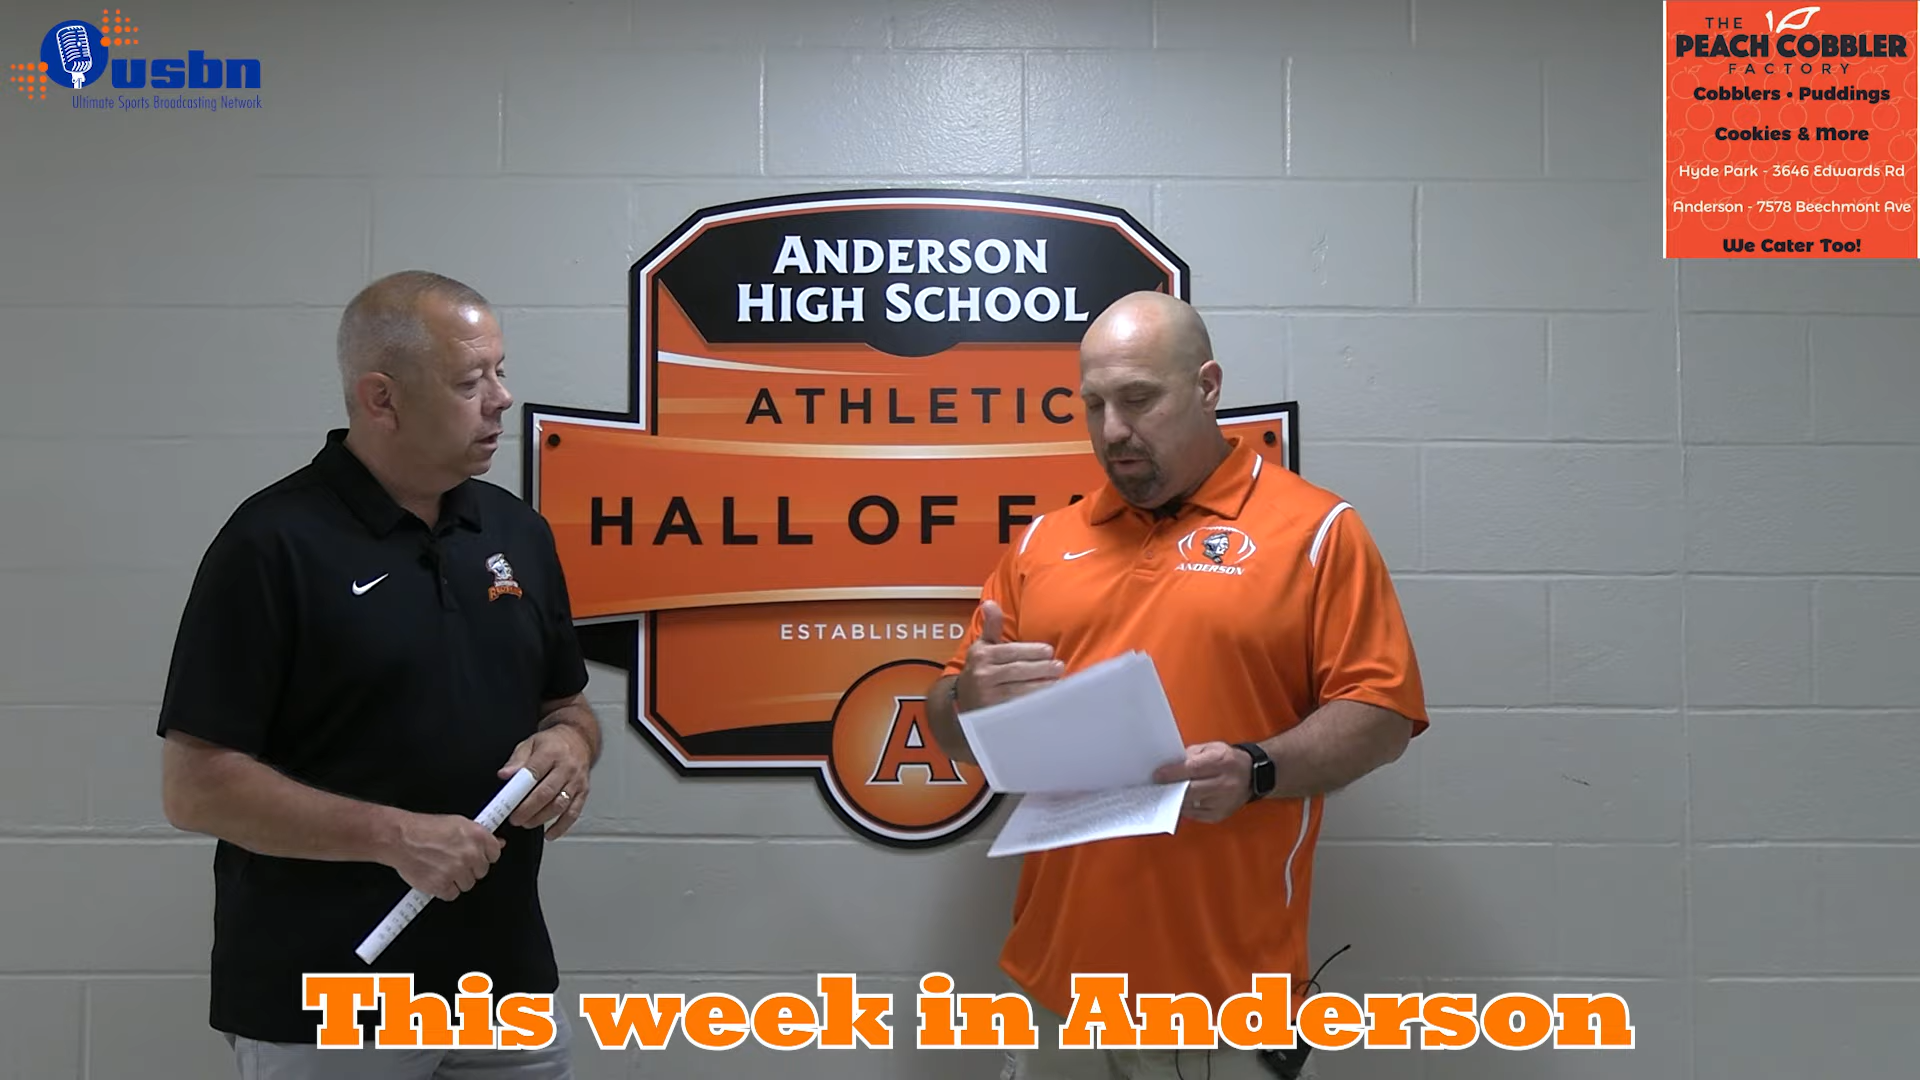 usbn
Ultimate Sports Broadcasting Network
THE
PEACH COBBLER
FACTORY
Cobblers • Puddings
Cookies & More
Hyde Park - 3646 Edwards Rd
Anderson - 7578 Beechmont Ave
We Cater Too!
ANDERSON
HIGH SCHOOL
ATHLETIC
HALL OF
ESTABLISHED
A
ANDERSON
This week in Anderson